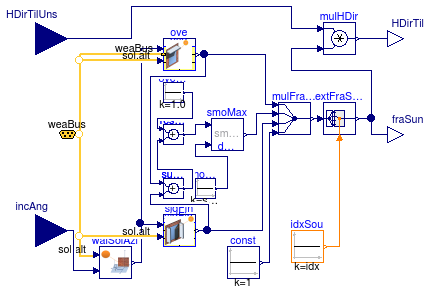 HDirTilUns
HDirTil
ove
mulHDir
weaBus
sol.alt
k=1.0
weaBus
smoMax
sm...
d...
mulFra...
extFraS...
fraSun
su...
k=s...
incAng
sol.alt
sol.alt
walSolAzi
const
k=1
idxSou
k=idx